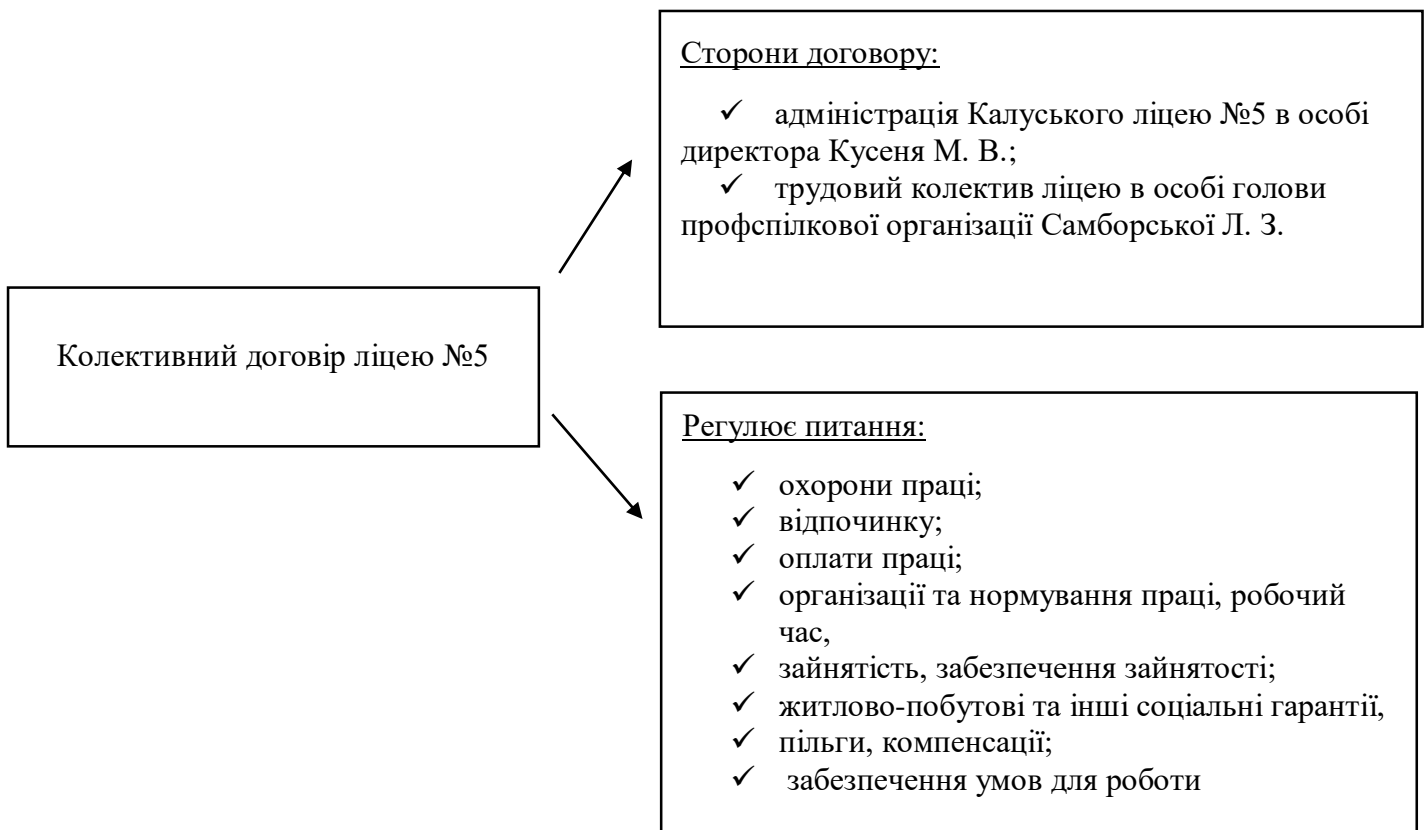 Сторони договору:
✓ адміністрація Калуського ліцею №5 в особі
директора Кусеня М. В.;
✓ трудовий колектив ліцею в особі голови
профспілкової організації Самборської Л. З.
Колективний договір ліцею №5
Регулює питання:
✓ охорони праці;
✓ відпочинку;
✓ оплати праці;
✓ організації та нормування праці, робочий
час,
✓ зайнятість, забезпечення зайнятості;
✓ житлово-побутові та інші соціальні гарантії,
✓ пільги, компенсації;
✓ забезпечення умов для роботи